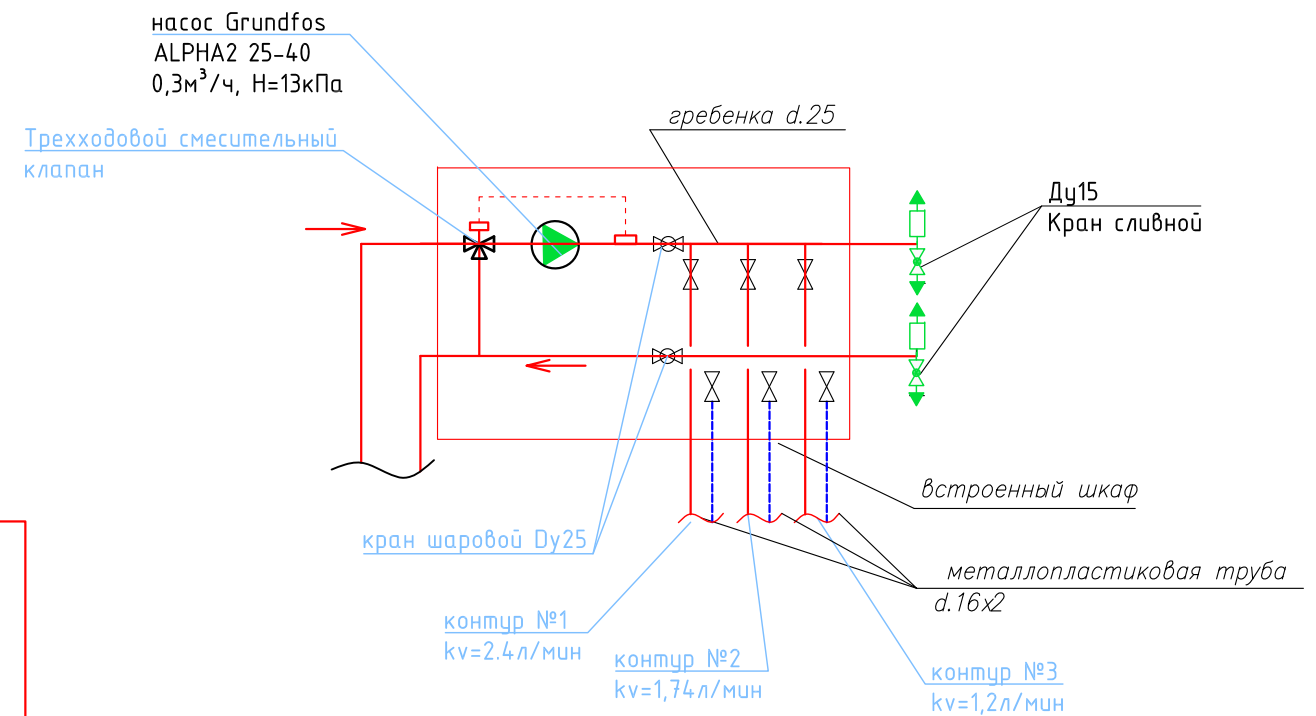 насос Grundfos
ALPHA2 25-40
0,3м³/ч, Н=13кПа
гребенка d.25
Трехходовой смесительный
клапан
Ду15
Кран сливной
встроенный шкаф
кран шаровой Dy25
металлопластиковая труба
d.16x2
контур №1
kv=2.4л/мин
контур №2
kv=1,74л/мин
контур №3
kv=1,2л/мин